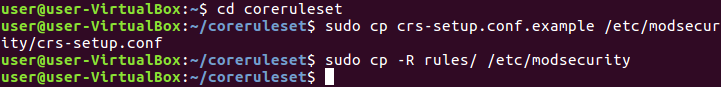 user@user-VirtualBox:~$ cd coreruleset
user@user-VirtualBox:~/coreruleset$ sudo cp crs-setup.conf.example /etc/modsecur
ity/crs-setup.conf
user@user-VirtualBox:~/coreruleset$ sudo cp -R rules/ /etc/modsecurity
user@user-VirtualBox:~/coreruleset$